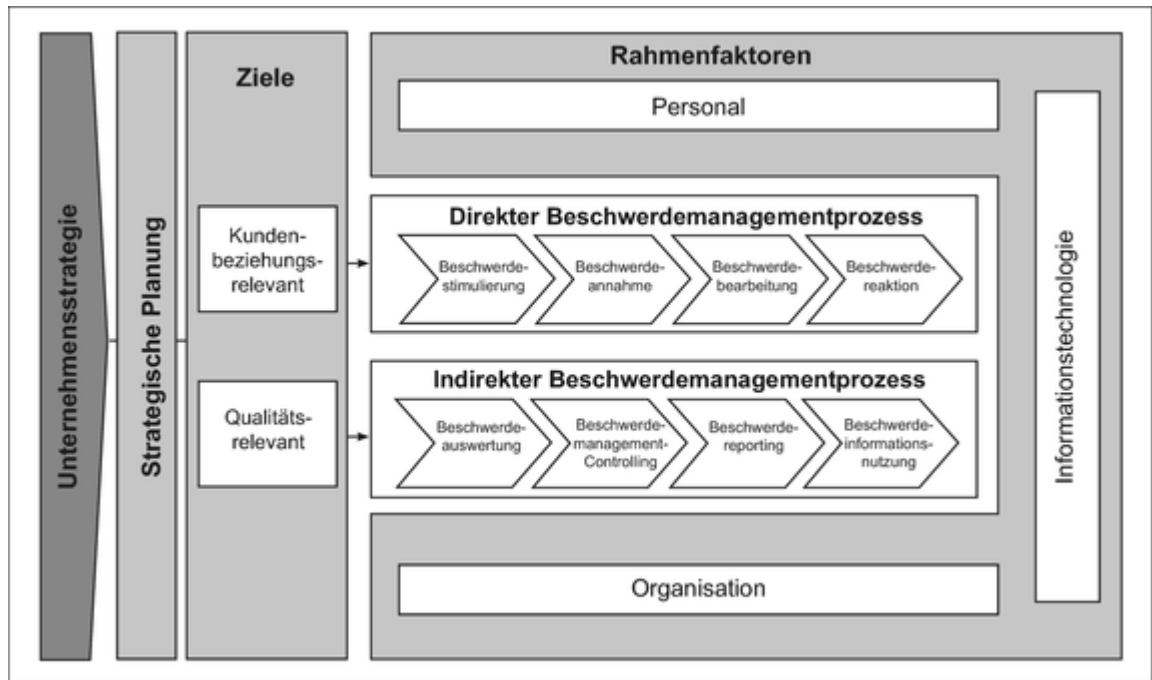 Unternehmensstrategie
Strategische Planung
Ziele
Kunden-
beziehungs-
relevant
Qualitäts-
relevant
Rahmenfaktoren
Personal
Direkter Beschwerdemanagementprozess
Beschwerde-
stimulierung
Beschwerde-
annahme
Beschwerde-
bearbeitung
Beschwerde-
reaktion
Indirekter Beschwerdemanagementprozess
Beschwerde-
auswertung
Beschwerde-
management-
Controlling
Beschwerde-
reporting
Beschwerde-
informations-
nutzung
Organisation
Informationstechnologie